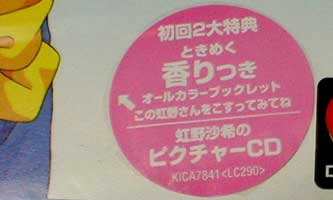 初回2大特典
ときめく
香りつき
オールカラーブックレット
この虹野さんをこすってみてね
虹野沙希の
ピクチャーCD
KICA7841<LC290>